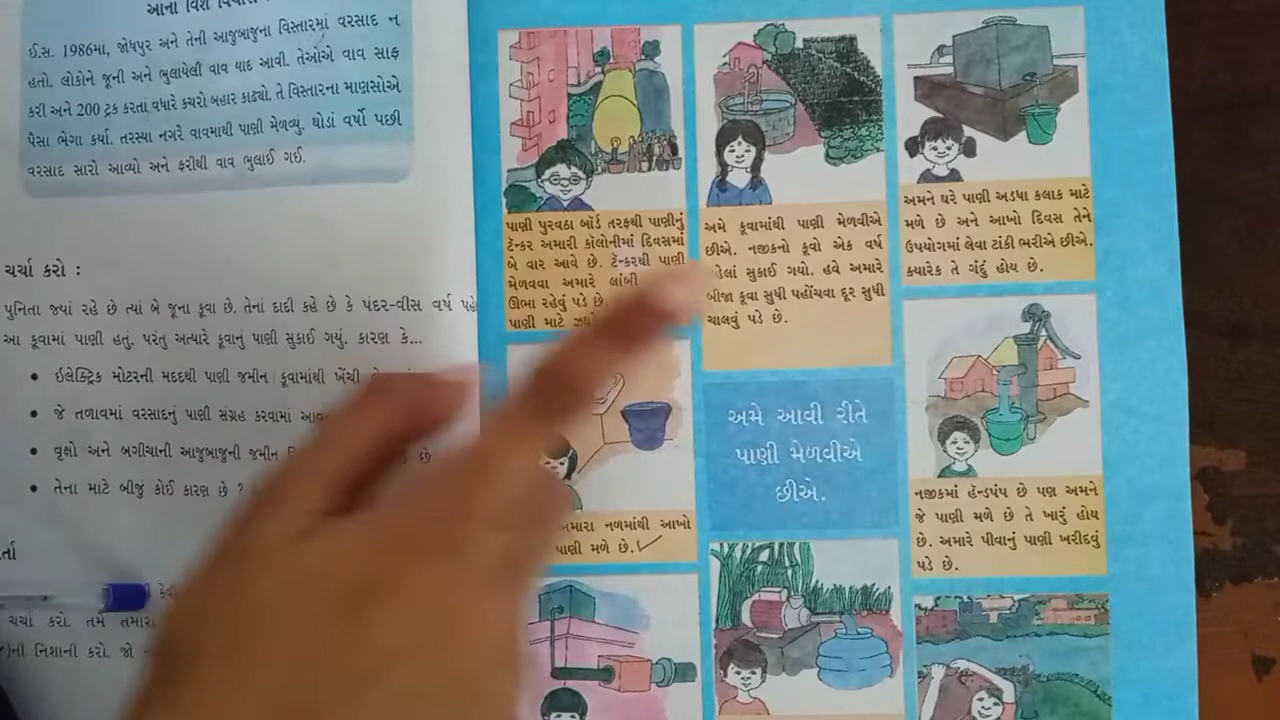 આના વિશે
ઈ.સ. 1986મા, જોધપુર અને તેની આજુબાજુના વિસ્તારમાં વરસાદ ન
હતો. લોકોને જૂની અને ભુલાયેલી વાવ યાદ આવી. તેઓએ વાવ સાફ
કરી અને 200 ટ્રક કરતાં વધારે કચરો બહાર કાઢ્યો. તે વિસ્તારના માણસોએ
પૈસા ભેગા કર્યા. તરસ્યા નગરે વાવમાંથી પાણી મેળવ્યું. થોડાં વર્ષો પછી
વરસાદ સારો આવ્યો અને ફરીથી વાવ ભુલાઈ ગઈ.
ચર્ચા કરો :
પુનિતા જ્યાં રહે છે ત્યાં બે જૂના કૂવા છે. તેનાં દાદી કહે છે કે પંદર-વીસ વર્ષ
આ કૂવામાં પાણી હતું. પરંતુ અત્યારે કૂવાનું પાણી સુકાઈ ગયું. કારણ કે...
• ઇલેક્ટ્રિક મોટરની મદદથી પાણી જમીન / કૂવામાંથી ખેંચી
• જે તળાવમાં વરસાદનું પાણી સંગ્રહ કરવામાં
• વૃક્ષો અને બગીચાની આજુબાજુની જમીન
છે.
• તેના માટે બીજું કોઈ કારણ છે ?
ચર્ચા કરો. તમે
ની નિશાની કરો. જો
પાણી પુરવઠા બૉર્ડ તરફથી પાણીનું
ટૅન્કર અમારી કૉલોનીમાં દિવસમાં
બે વાર આવે છે. ટૅન્કરથી પાણી
મેળવવા અમારે લાંબી
ઊભા રહેવું પડે છે.
પાણી માટે
અમે કૂવામાંથી પાણી મેળવીએ
છીએ. નજીકનો કૂવો એક વર્ષ
સુકાઈ ગયો. હવે અમારે
બીજા કૂવા સુધી પહોંચવા દૂર સુધી
ચાલવું પડે છે.
અમને ઘરે પાણી અડધા કલાક માટે
મળે છે અને આખો દિવસ તેને
ઉપયોગમાં લેવા ટાંકી ભરીએ છીએ.
ક્યારેક તે ગંદું હોય છે.
અમારા નળમાંથી આખો
પાણી મળે છે.
અમે આવી રીતે
પાણી મેળવીએ
છીએ.
નજીકમાં હૅન્ડપંપ છે પણ અમને
જે પાણી મળે છે તે ખારું હોય
છે. અમારે પીવાનું પાણી ખરીદવું
પડે છે.